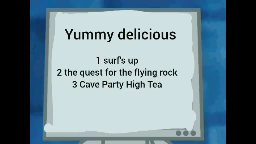 Yummy delicious
1 surf's up
2 the quest for the flying rock
3 Cave Party High Tea